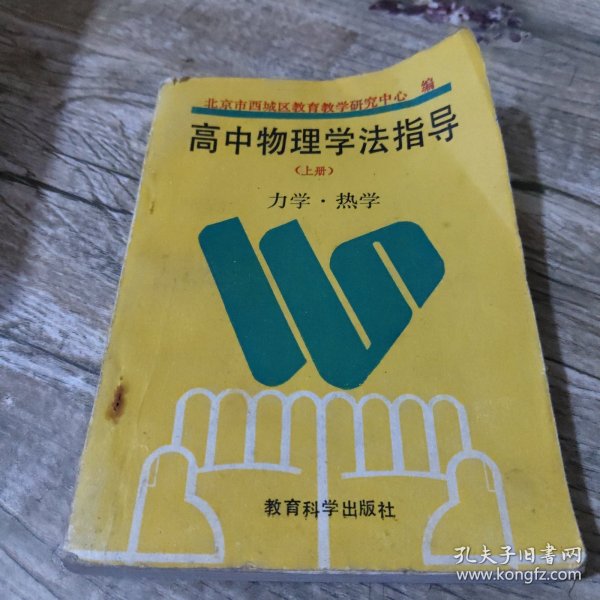 北京市西城区教育教学研究中心 编
高中物理学法指导
（上册）
力学·热学
教育科学出版社
孔夫子旧书网
www.kongfz.com